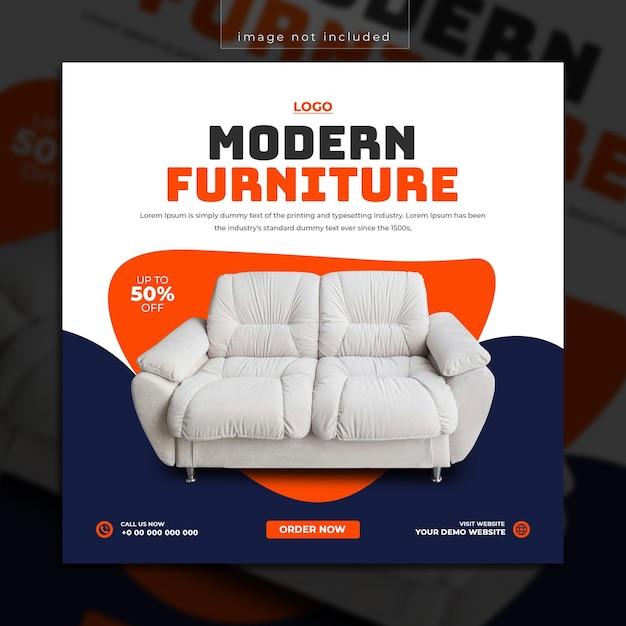 image not included
LOGO
MODERN
FURNITURE
Lorem Ipsum is simply dummy text of the printing and typesetting industry. Lorem Ipsum has been the
industry's standard dummy text ever since the 1500s,
UP TO
50%
OFF
CALL US NOW
+0 00 000 000 000
ORDER NOW
VISIT WEBSITE
YOUR DEMO WEBSITE